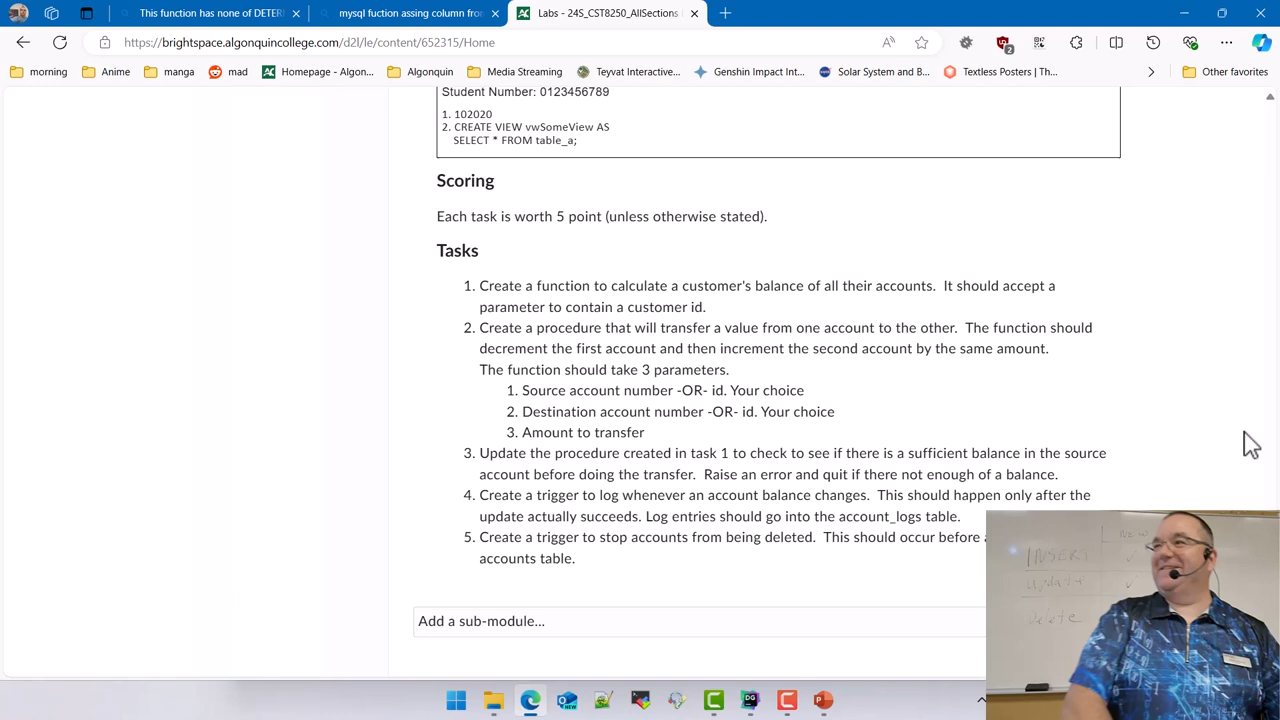 This function has none of DETER
mysql fuction assing column from
Labs - 24S_CST8250_AllSections
https://brightspace.algonquincollege.com/d2l/le/content/652315/Home
2
morning
Anime
manga
mad
Homepage - Algon...
Algonquin
Media Streaming
Teyvat Interactive...
Genshin Impact Int...
Solar System and B...
Textless Posters | Th...
Other favorites
Student Number: 0123456789
1. 102020
2. CREATE VIEW vwSomeView AS
SELECT * FROM table_a;
Scoring
Each task is worth 5 point (unless otherwise stated).
Tasks
1. Create a function to calculate a customer's balance of all their accounts. It should accept a
parameter to contain a customer id.
2. Create a procedure that will transfer a value from one account to the other. The function should
decrement the first account and then increment the second account by the same amount.
The function should take 3 parameters.
1. Source account number -OR- id. Your choice
2. Destination account number -OR- id. Your choice
3. Amount to transfer
3. Update the procedure created in task 1 to check to see if there is a sufficient balance in the source
account before doing the transfer. Raise an error and quit if there not enough of a balance.
4. Create a trigger to log whenever an account balance changes. This should happen only after the
update actually succeeds. Log entries should go into the account_logs table.
5. Create a trigger to stop accounts from being deleted. This should occur before a
accounts table.
Add a sub-module...
NEW
INSERT
Update
Delete